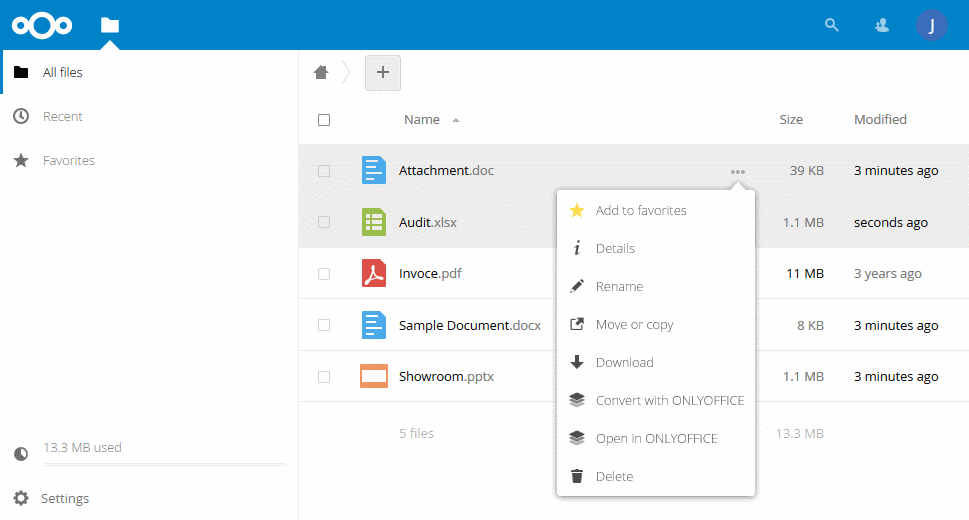 J
All files
Recent
Favorites
Name Size Modified
Attachment.doc 39 KB 3 minutes ago
Audit.xlsx 1.1 MB seconds ago
Invoce.pdf 11 MB 3 years ago
Sample Document.docx 8 KB 3 minutes ago
Showroom.pptx 1.1 MB 3 minutes ago
5 files 13.3 MB
Add to favorites
Details
Rename
Move or copy
Download
Convert with ONLYOFFICE
Open in ONLYOFFICE
Delete
13.3 MB used
Settings